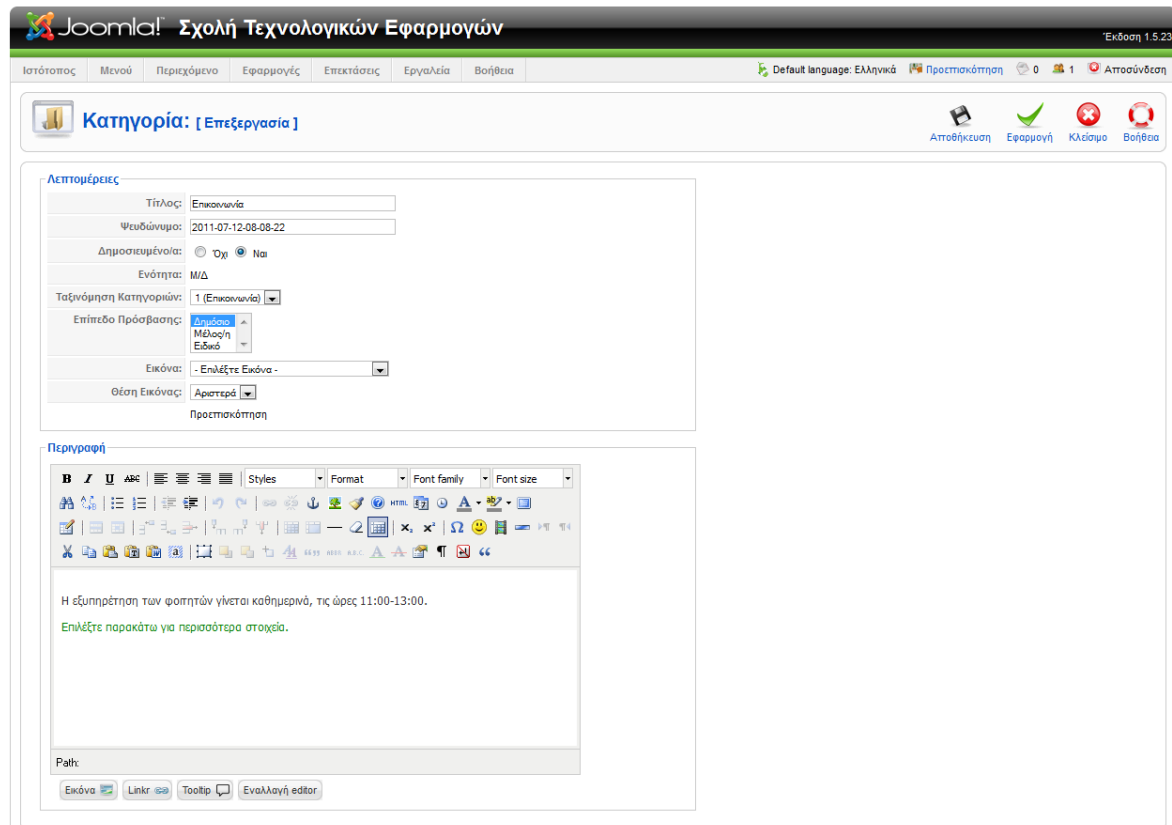 Joomla! Σχολή Τεχνολογικών Εφαρμογών
Έκδοση 1.5.23
Ιστότοπος Μενού Περιεχόμενο Εφαρμογές Επεκτάσεις Εργαλεία Βοήθεια Default language: Ελληνικά Προεπισκόπηση 0 1 Αποσύνδεση
Κατηγορία: [ Επεξεργασία ]
Αποθήκευση Εφαρμογή Κλείσιμο Βοήθεια
Λεπτομέρειες
Τίτλος: Επικοινωνία
Ψευδώνυμο: 2011-07-12-08-08-22
Δημοσιευμένο/α: Όχι Ναι
Ενότητα: Μ/Δ
Ταξινόμηση Κατηγοριών: 1 (Επικοινωνία)
Επίπεδο Πρόσβασης: Δημόσιο
Μέλος/η
Ειδικό
Εικόνα: - Επιλέξτε Εικόνα -
Θέση Εικόνας: Αριστερά
Προεπισκόπηση
Περιγραφή
B I U ABC Styles Format Font family Font size
HTML
Η εξυπηρέτηση των φοιτητών γίνεται καθημερινά, τις ώρες 11:00-13:00.
Επιλέξτε παρακάτω για περισσότερα στοιχεία.
Path:
Εικόνα Linkr Tooltip Εναλλαγή editor